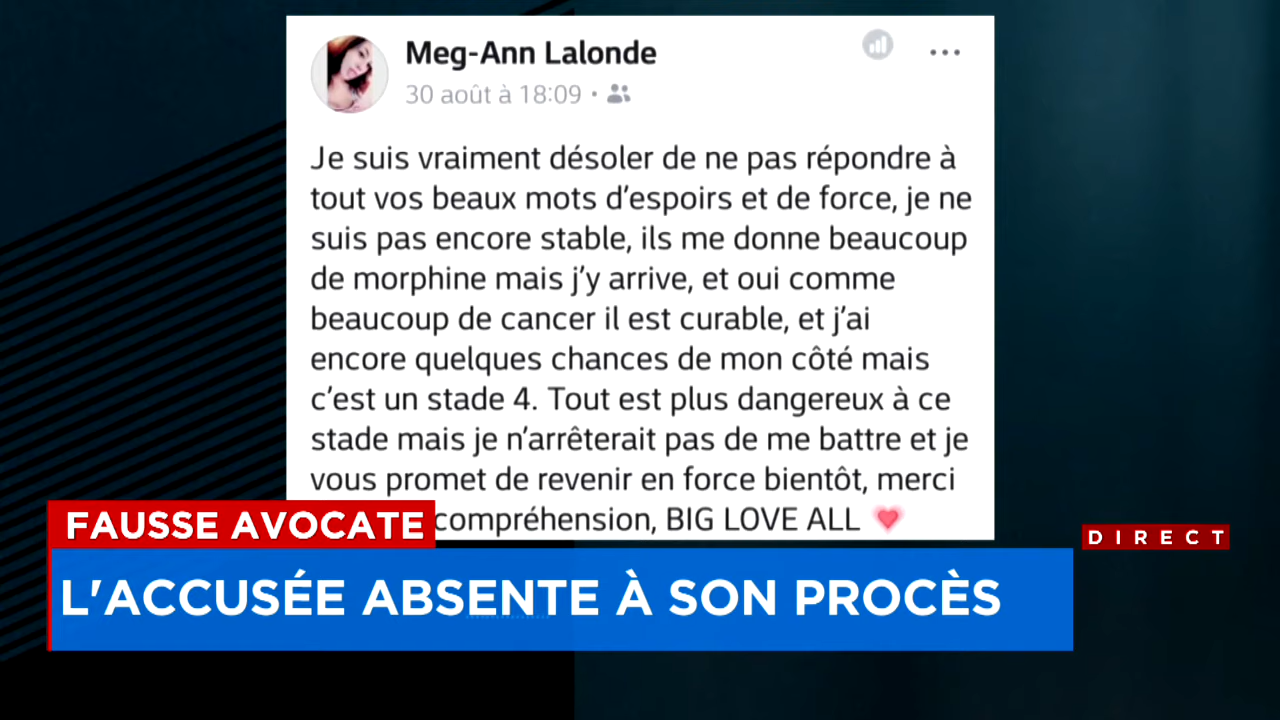 Meg-Ann Lalonde
30 août à 18:09
Je suis vraiment désoler de ne pas répondre à
tout vos beaux mots d'espoirs et de force, je ne
suis pas encore stable, ils me donne beaucoup
de morphine mais j'y arrive, et oui comme
beaucoup de cancer il est curable, et j'ai
encore quelques chances de mon côté mais
c'est un stade 4. Tout est plus dangereux à ce
stade mais je n'arrêterait pas de me battre et je
vous promet de revenir en force bientôt, merci
compréhension, BIG LOVE ALL
FAUSSE AVOCATE
DIRECT
L'ACCUSÉE ABSENTE À SON PROCÈS